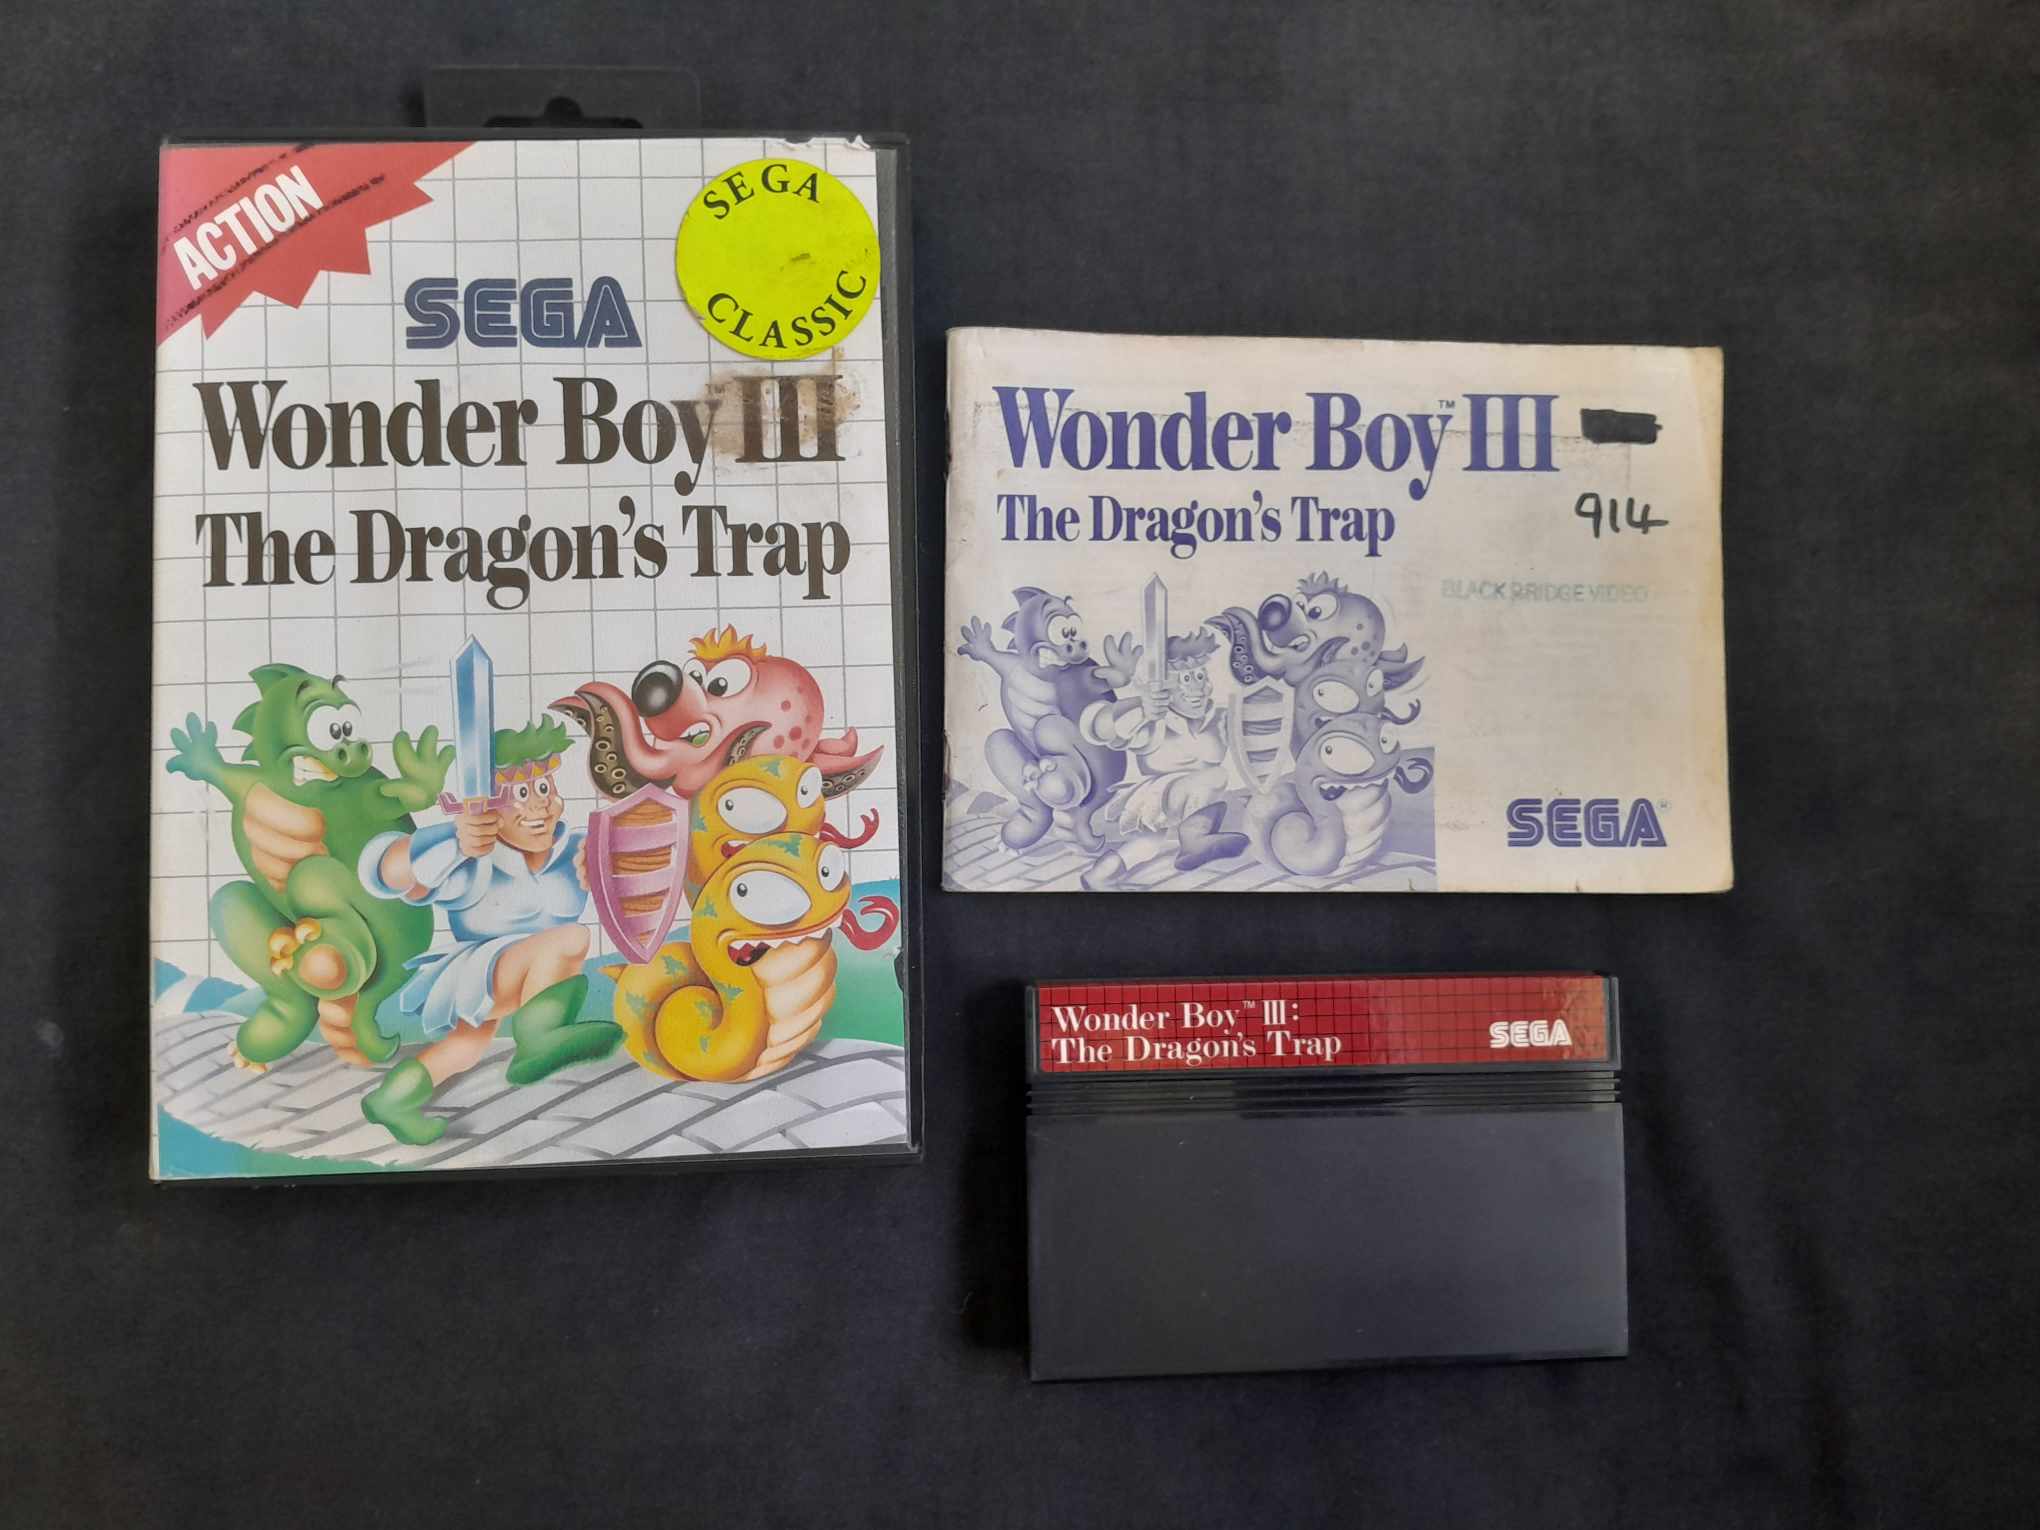 ACTION
SEGA
CLASSIC
SEGA
Wonder Boy™ III
The Dragon's Trap
Wonder Boy™ III
The Dragon's Trap
914
BLACK BRIDGE VIDEO
SEGA®
Wonder Boy™ III:
The Dragon's Trap
SEGA